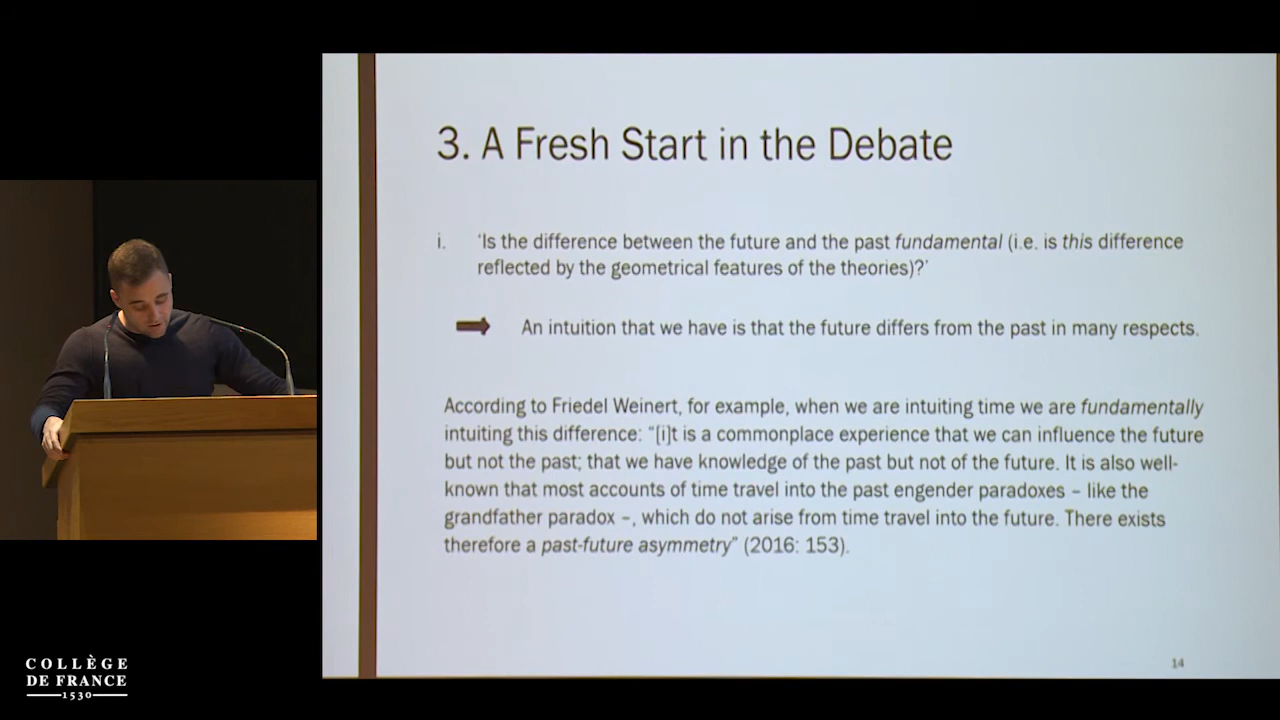 3. A Fresh Start in the Debate
i. 'Is the difference between the future and the past fundamental (i.e. is this difference
reflected by the geometrical features of the theories)?'
An intuition that we have is that the future differs from the past in many respects.
According to Friedel Weinert, for example, when we are intuiting time we are fundamentally
intuiting this difference: "[i]t is a commonplace experience that we can influence the future
but not the past; that we have knowledge of the past but not of the future. It is also well-
known that most accounts of time travel into the past engender paradoxes – like the
grandfather paradox –, which do not arise from time travel into the future. There exists
therefore a past-future asymmetry" (2016: 153).
14
COLLÈGE
DE FRANCE
1530